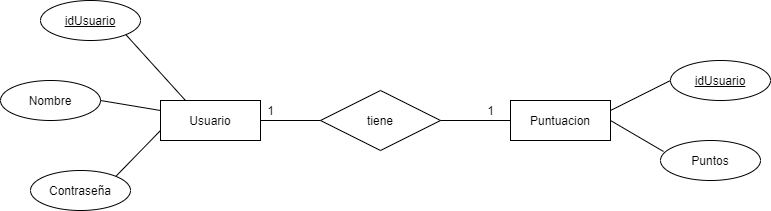 idUsuario
Nombre
Contraseña
Usuario
1
tiene
1
Puntuacion
idUsuario
Puntos